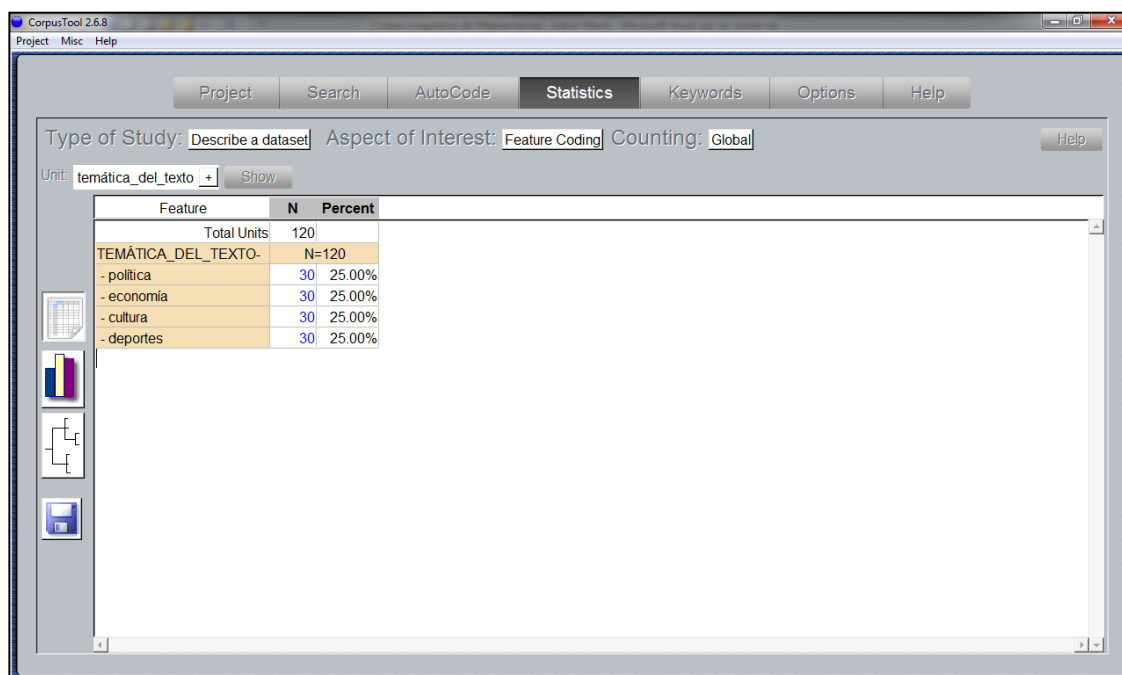 CorpusTool 2.6.8
Project Misc Help
Project Search AutoCode Statistics Keywords Options Help
Type of Study: Describe a dataset Aspect of Interest: Feature Coding Counting: Global Help
Unit: temática_del_texto + Show
Feature N Percent
Total Units 120
TEMÁTICA_DEL_TEXTO- N=120
- política 30 25.00%
- economía 30 25.00%
- cultura 30 25.00%
- deportes 30 25.00%